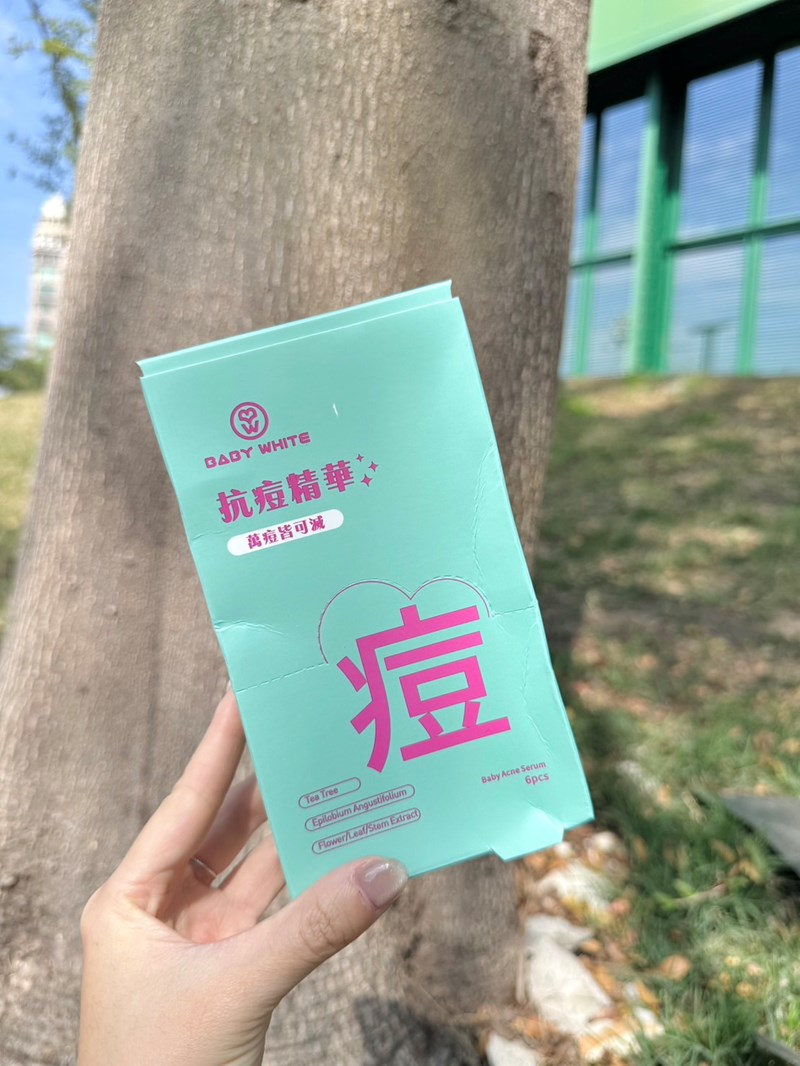 BABY WHITE
抗痘精華
萬痘皆可滅
痘
Baby Acne Serum
6pcs
Tea Tree
Epilobium Angustifolium
Flower/Leaf/Stem Extract